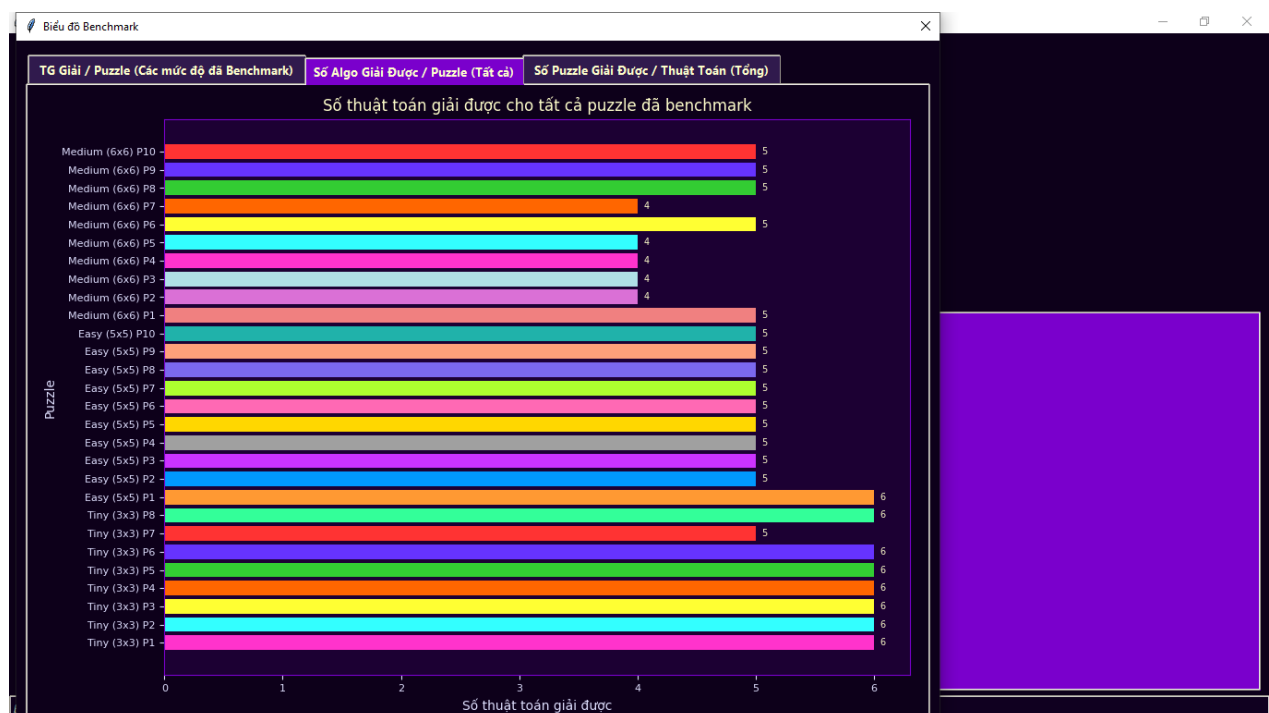 Biểu đồ Benchmark
TG Giải / Puzzle (Các mức độ đã Benchmark)
Số Algo Giải Được / Puzzle (Tất cả)
Số Puzzle Giải Được / Thuật Toán (Tổng)
Số thuật toán giải được cho tất cả puzzle đã benchmark
Puzzle
Medium (6x6) P10 5
Medium (6x6) P9 5
Medium (6x6) P8 5
Medium (6x6) P7 4
Medium (6x6) P6 5
Medium (6x6) P5 4
Medium (6x6) P4 4
Medium (6x6) P3 4
Medium (6x6) P2 4
Medium (6x6) P1 5
Easy (5x5) P10 5
Easy (5x5) P9 5
Easy (5x5) P8 5
Easy (5x5) P7 5
Easy (5x5) P6 5
Easy (5x5) P5 5
Easy (5x5) P4 5
Easy (5x5) P3 5
Easy (5x5) P2 5
Easy (5x5) P1 6
Tiny (3x3) P8 6
Tiny (3x3) P7 5
Tiny (3x3) P6 6
Tiny (3x3) P5 6
Tiny (3x3) P4 6
Tiny (3x3) P3 6
Tiny (3x3) P2 6
Tiny (3x3) P1 6
0 1 2 3 4 5 6
Số thuật toán giải được